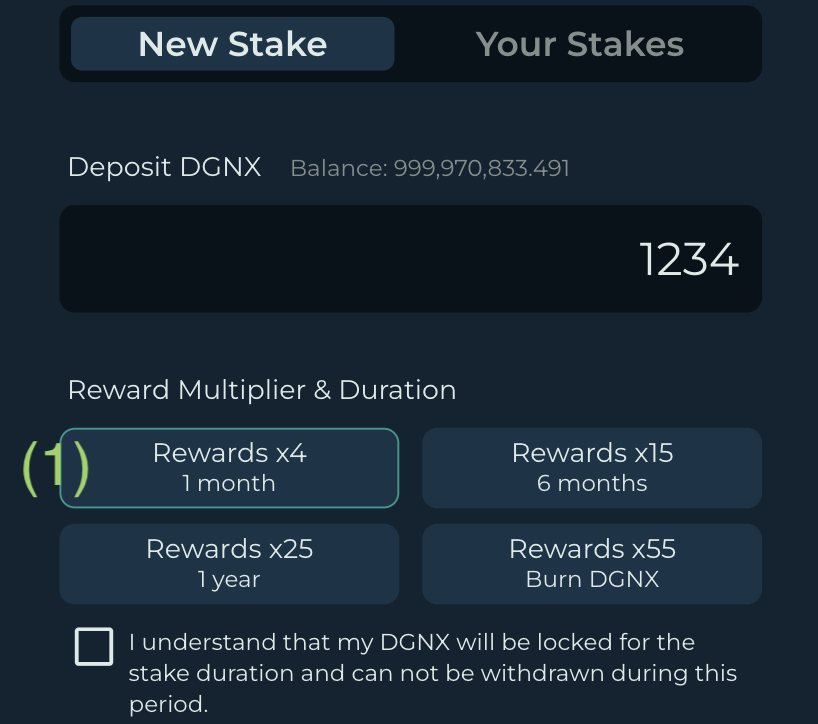 New Stake Your Stakes
Deposit DGNX Balance: 999,970,833.491
1234
Reward Multiplier & Duration
(1)
Rewards x4 Rewards x15
1 month 6 months
Rewards x25 Rewards x55
1 year Burn DGNX
I understand that my DGNX will be locked for the
stake duration and can not be withdrawn during this
period.